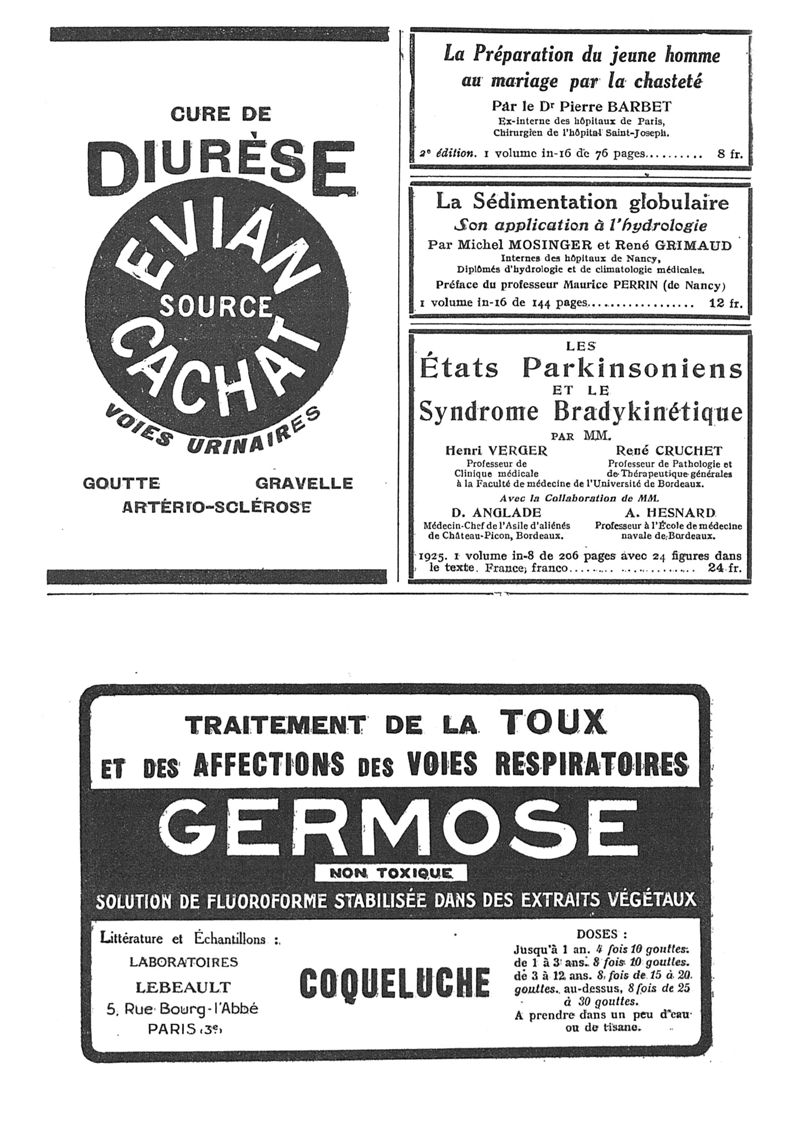 CURE DE
DIURÈSE
EVIAN
SOURCE
CACHAT
VOIES URINAIRES
GOUTTE GRAVELLE
ARTÉRIO-SCLÉROSE
La Préparation du jeune homme
au mariage par la chasteté
Par le Dr Pierre BARBET
Ex-interne des hôpitaux de Paris,
Chirurgien de l'hôpital Saint-Joseph.
2e édition. 1 volume in-16 de 76 pages.......... 8 fr.
La Sédimentation globulaire
Son application à l'hydrologie
Par Michel MOSINGER et René GRIMAUD
Internes des hôpitaux de Nancy,
Diplômés d'hydrologie et de climatologie médicales.
Préface du professeur Maurice PERRIN (de Nancy)
1 volume in-16 de 144 pages.................. 12 fr.
LES
États Parkinsoniens
ET LE
Syndrome Bradykinétique
PAR MM.
Henri VERGER René CRUCHET
Professeur de Professeur de Pathologie et
Clinique médicale de Thérapeutique générales
à la Faculté de médecine de l'Université de Bordeaux.
Avec la Collaboration de MM.
D. ANGLADE A. HESNARD
Médecin-Chef de l'Asile d'aliénés Professeur à l'École de médecine
de Château-Picon, Bordeaux. navale de Bordeaux.
1925. 1 volume in-8 de 206 pages avec 24 figures dans
le texte. France, franco...................... 24 fr.
TRAITEMENT DE LA TOUX
ET DES AFFECTIONS DES VOIES RESPIRATOIRES
GERMOSE
NON TOXIQUE
SOLUTION DE FLUOROFORME STABILISÉE DANS DES EXTRAITS VÉGÉTAUX
Littérature et Échantillons :
LABORATOIRES
LEBEAULT
5, Rue Bourg-l'Abbé
PARIS (3e)
COQUELUCHE
DOSES :
Jusqu'à 1 an. 4 fois 10 gouttes.
de 1 à 3 ans. 8 fois 10 gouttes.
de 3 à 12 ans. 8 fois de 15 à 20
gouttes. au-dessus, 8 fois de 25
à 30 gouttes.
A prendre dans un peu d'eau
ou de tisane.